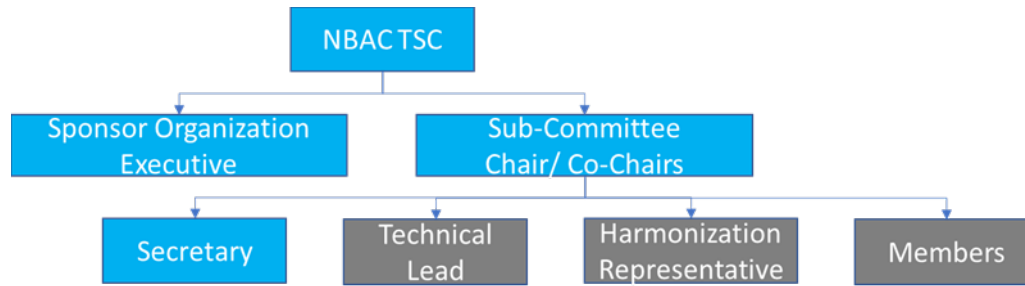 NBAC TSC
Sponsor Organization
Executive
Sub-Committee
Chair/ Co-Chairs
Secretary
Technical
Lead
Harmonization
Representative
Members